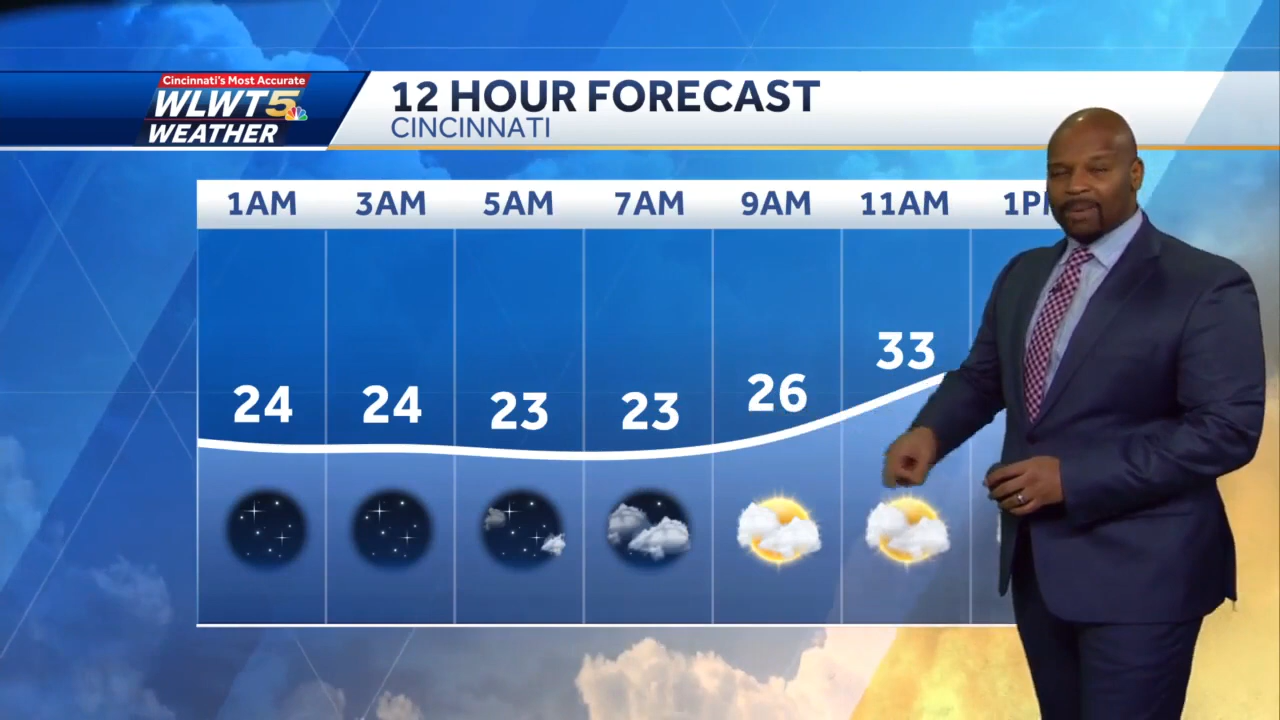 Cincinnati's Most Accurate
WLWT5
WEATHER
12 HOUR FORECAST
CINCINNATI
1AM 3AM 5AM 7AM 9AM 11AM
24 24 23 23 26 33